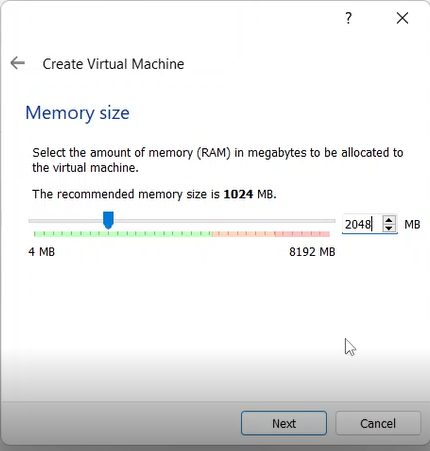 ?
Create Virtual Machine
Memory size
Select the amount of memory (RAM) in megabytes to be allocated to
the virtual machine.
The recommended memory size is 1024 MB.
2048 MB
4 MB 8192 MB
Next Cancel